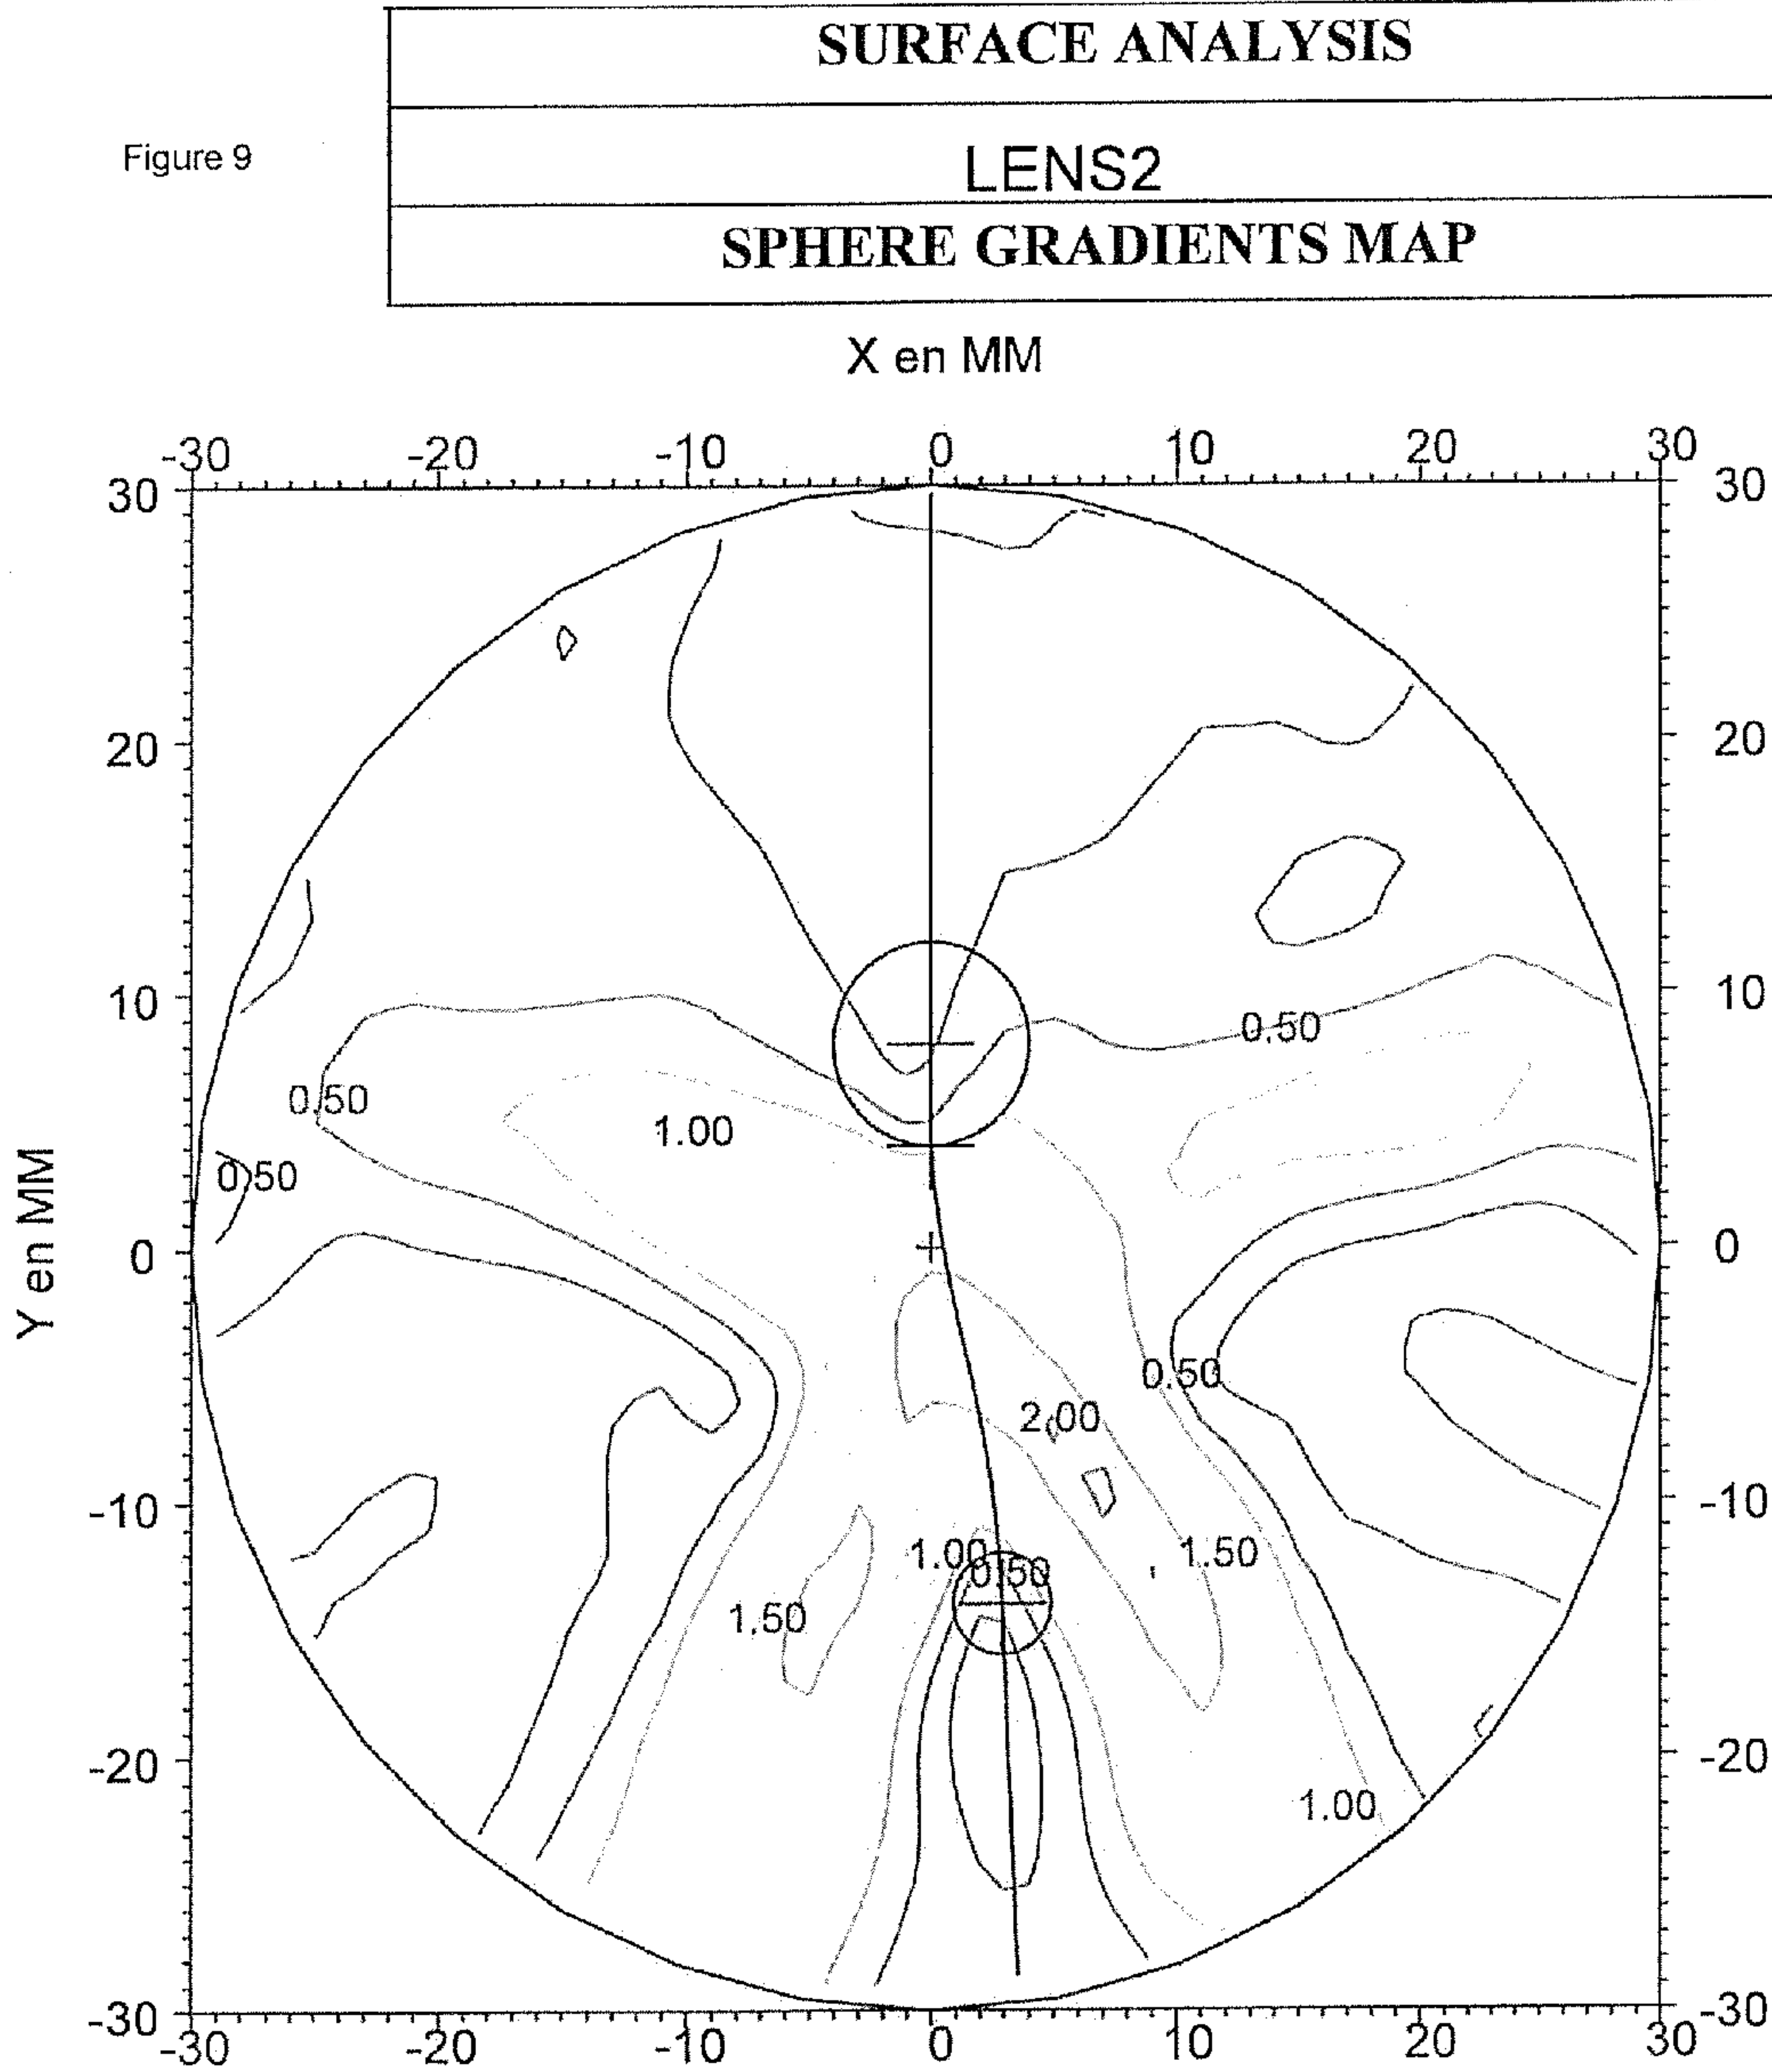 SURFACE ANALYSIS
Figure 9
LENS2
SPHERE GRADIENTS MAP
X en MM
-30 -20 -10 0 10 20 30
30 30
20 20
10 10
0.50
0.50
1.00
0.50
Y en MM
0 0
0.50
2.00
-10 -10
1.00 1.50
0.50
1.50
-20 -20
1.00
-30 -30
-30 -20 -10 0 10 20 30